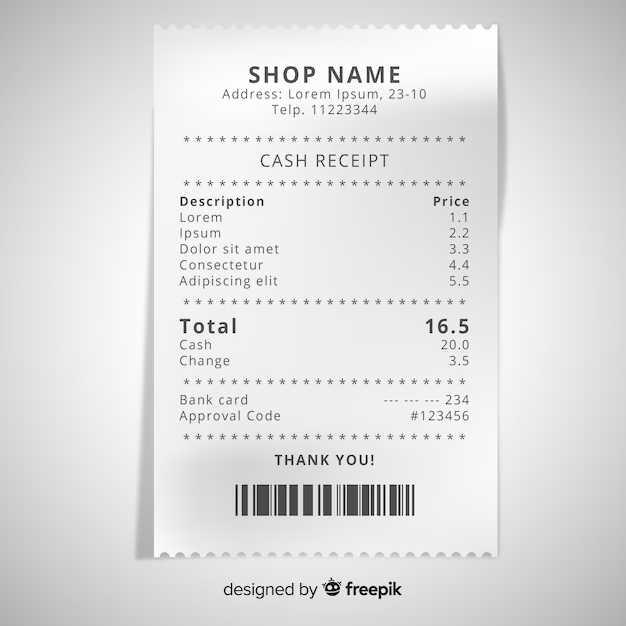 SHOP NAME
Address: Lorem Ipsum, 23-10
Telp. 11223344
* * * * * * * * * * * * * * * * * * * * * * * * * * *
CASH RECEIPT
* * * * * * * * * * * * * * * * * * * * * * * * * * *
Description Price
Lorem 1.1
Ipsum 2.2
Dolor sit amet 3.3
Consectetur 4.4
Adipiscing elit 5.5
* * * * * * * * * * * * * * * * * * * * * * * * * * *
Total 16.5
Cash 20.0
Change 3.5
* * * * * * * * * * * * * * * * * * * * * * * * * * *
Bank card --- --- --- 234
Approval Code #123456
* * * * * * * * * * * * * * * * * * * * * * * * * * *
THANK YOU!
designed by freepik